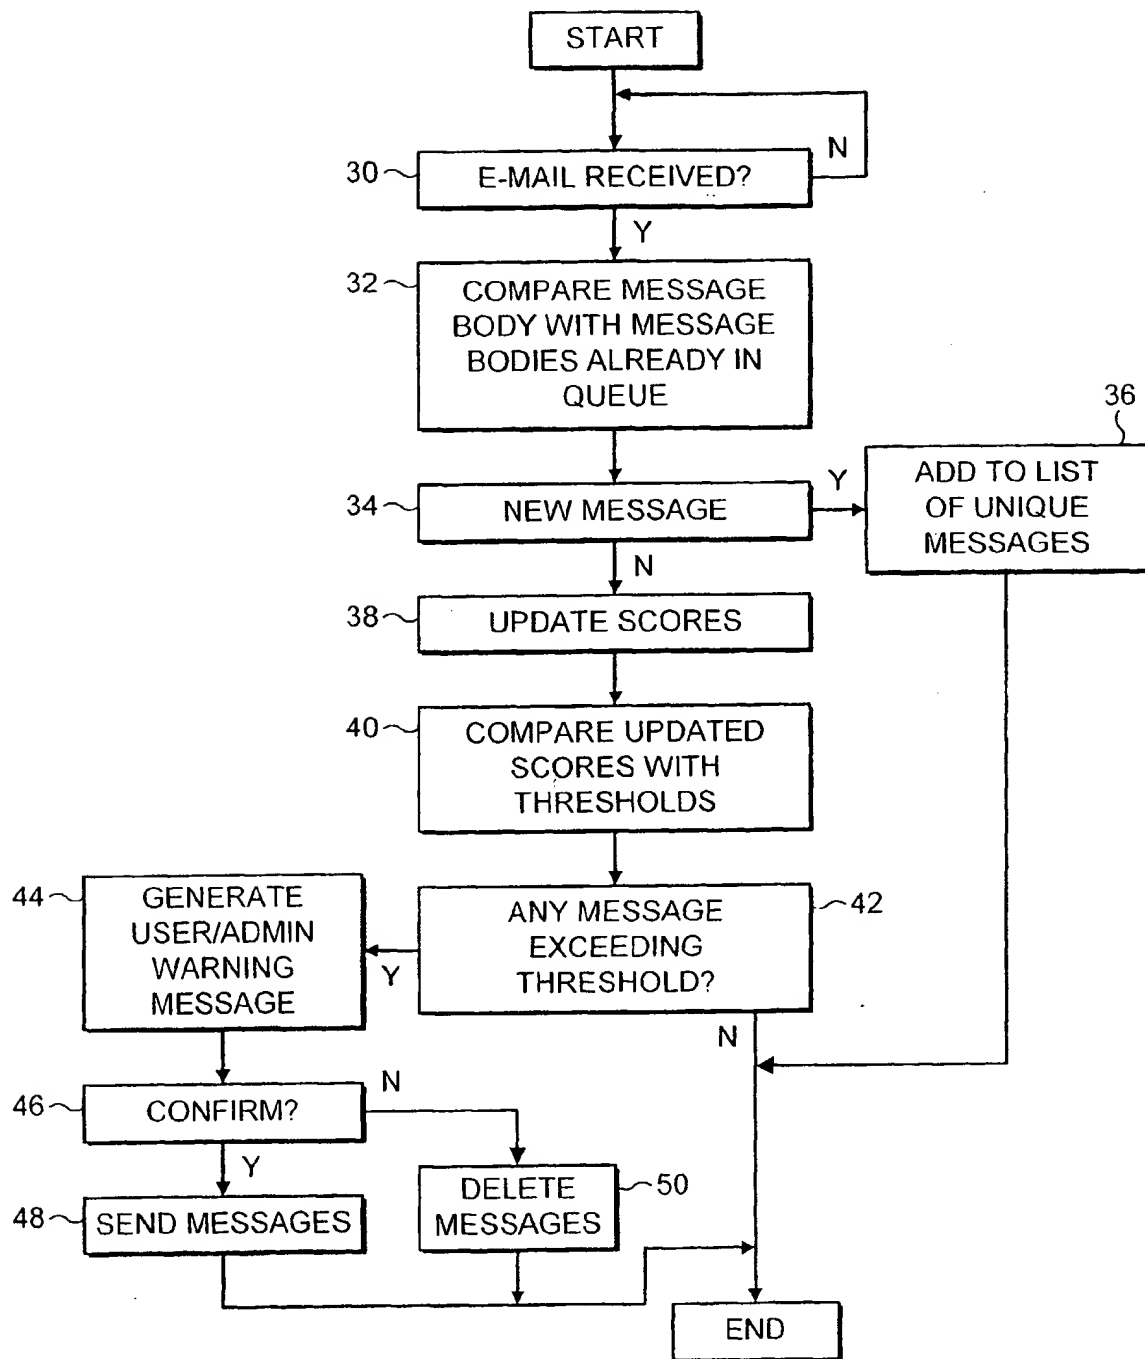 START
N
30
E-MAIL RECEIVED?
Y
32
COMPARE MESSAGE
BODY WITH MESSAGE
BODIES ALREADY IN
QUEUE
36
34
NEW MESSAGE
Y
ADD TO LIST
OF UNIQUE
MESSAGES
N
38
UPDATE SCORES
40
COMPARE UPDATED
SCORES WITH
THRESHOLDS
44
GENERATE
USER/ADMIN
WARNING
MESSAGE
Y
ANY MESSAGE
EXCEEDING
THRESHOLD?
42
N
46
CONFIRM?
N
Y
48
SEND MESSAGES
DELETE
MESSAGES
50
END